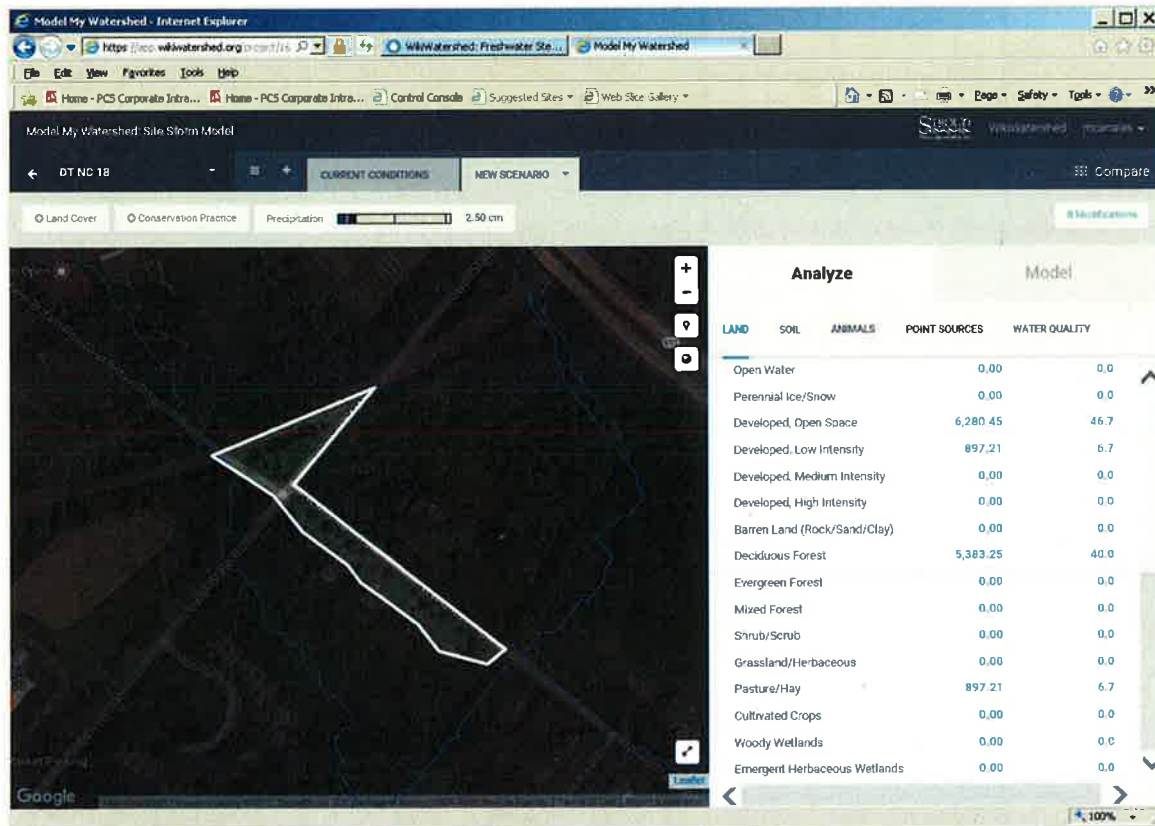 Model My Watershed - Internet Explorer
https://app.wikiwatershed.org/project/ WikiWatershed: Freshwater Ste... Model My Watershed
File Edit View Favorites Tools Help
Home - PCS Corporate Intra... Home - PCS Corporate Intra... Control Console Suggested Sites Web Slice Gallery Page Safety Tools
Model My Watershed: Site Storm Model WikiWatershed
DT NC 18 CURRENT CONDITIONS NEW SCENARIO Compare
Land Cover Conservation Practice Precipitation 2.50 cm 8 Modifications
Analyze Model
LAND SOIL ANIMALS POINT SOURCES WATER QUALITY
Open Water 0.00 0.0
Perennial Ice/Snow 0.00 0.0
Developed, Open Space 6,280.45 46.7
Developed, Low Intensity 897.21 6.7
Developed, Medium Intensity 0.00 0.0
Developed, High Intensity 0.00 0.0
Barren Land (Rock/Sand/Clay) 0.00 0.0
Deciduous Forest 5,383.25 40.0
Evergreen Forest 0.00 0.0
Mixed Forest 0.00 0.0
Shrub/Scrub 0.00 0.0
Grassland/Herbaceous 0.00 0.0
Pasture/Hay 897.21 6.7
Cultivated Crops 0.00 0.0
Woody Wetlands 0.00 0.0
Emergent Herbaceous Wetlands 0.00 0.0
Leaflet
Google
100%